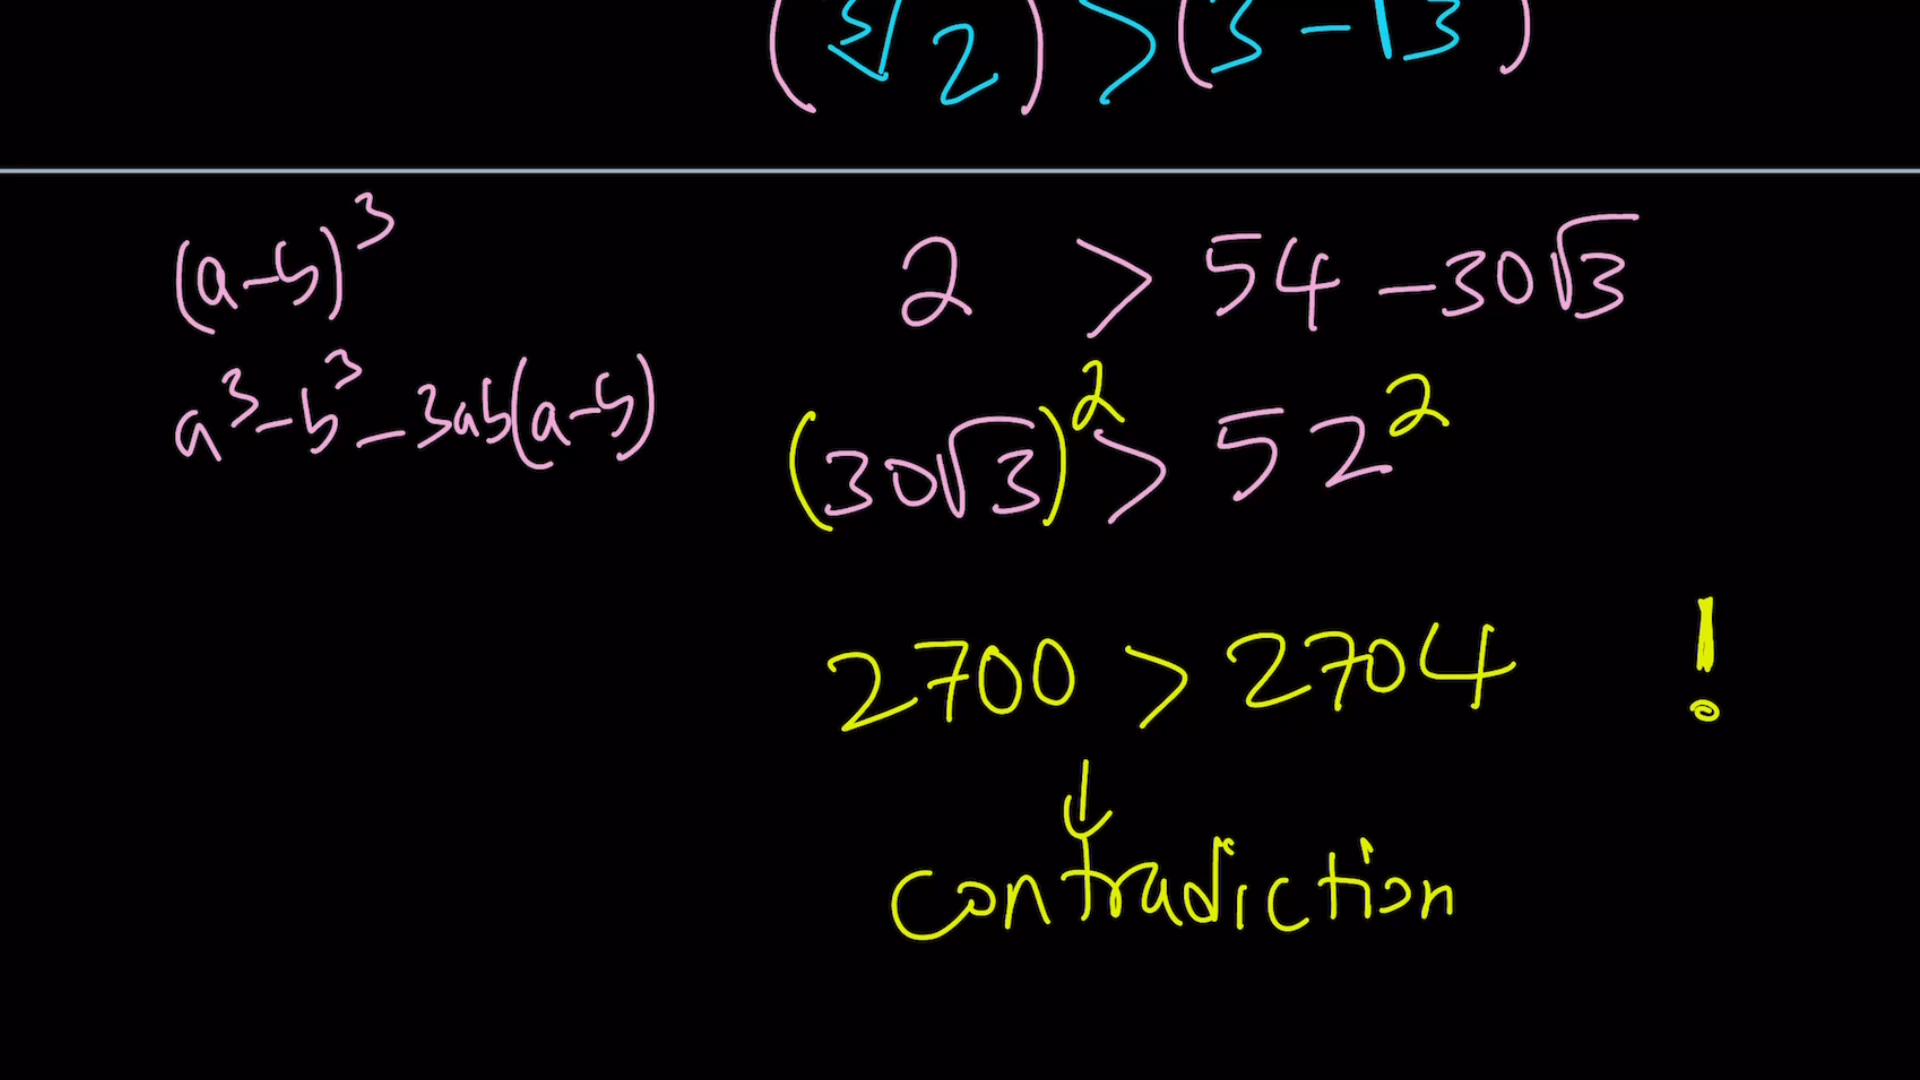 (∛2) > (3 - √3)
(a-b)³
2 > 54 - 30√3
a³ - b³ - 3ab(a-b)
(30√3)² > 52²
2700 > 2704 !
↓
contradiction